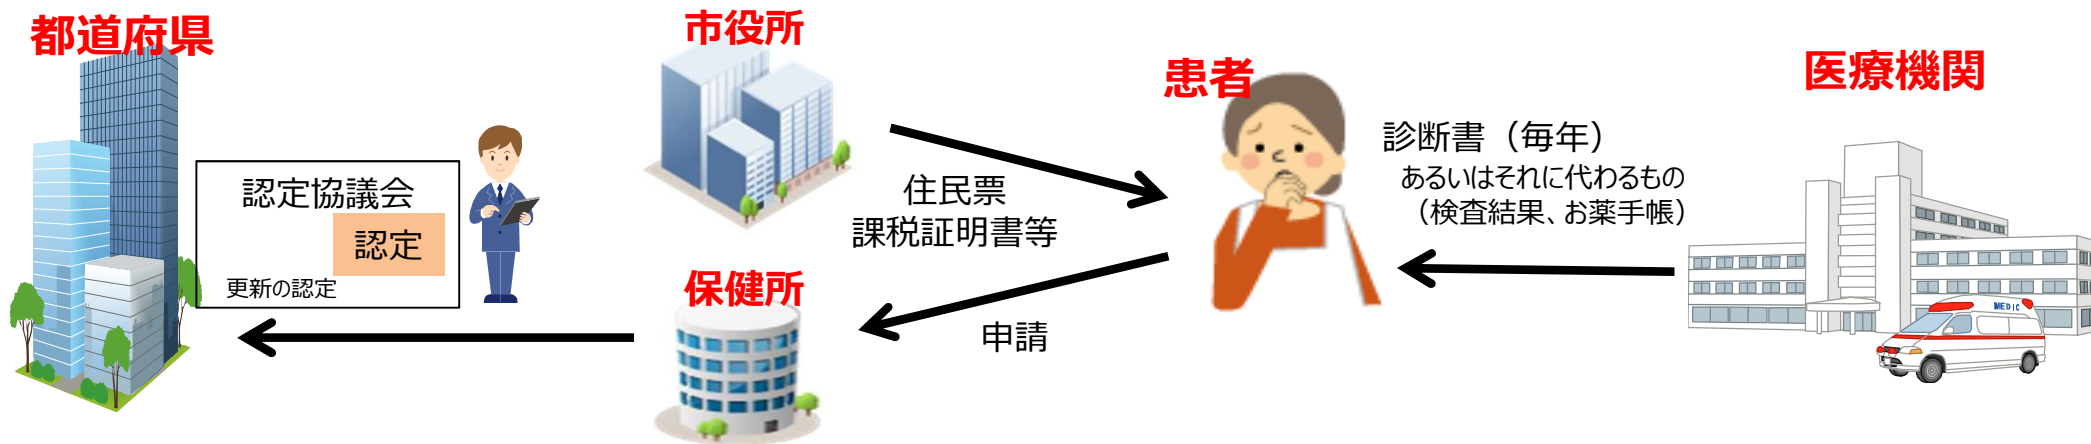 都道府県
認定協議会
認定
更新の認定
市役所
住民票
課税証明書等
保健所
申請
患者
診断書（毎年）
あるいはそれに代わるもの
（検査結果、お薬手帳）
医療機関
MEDIC